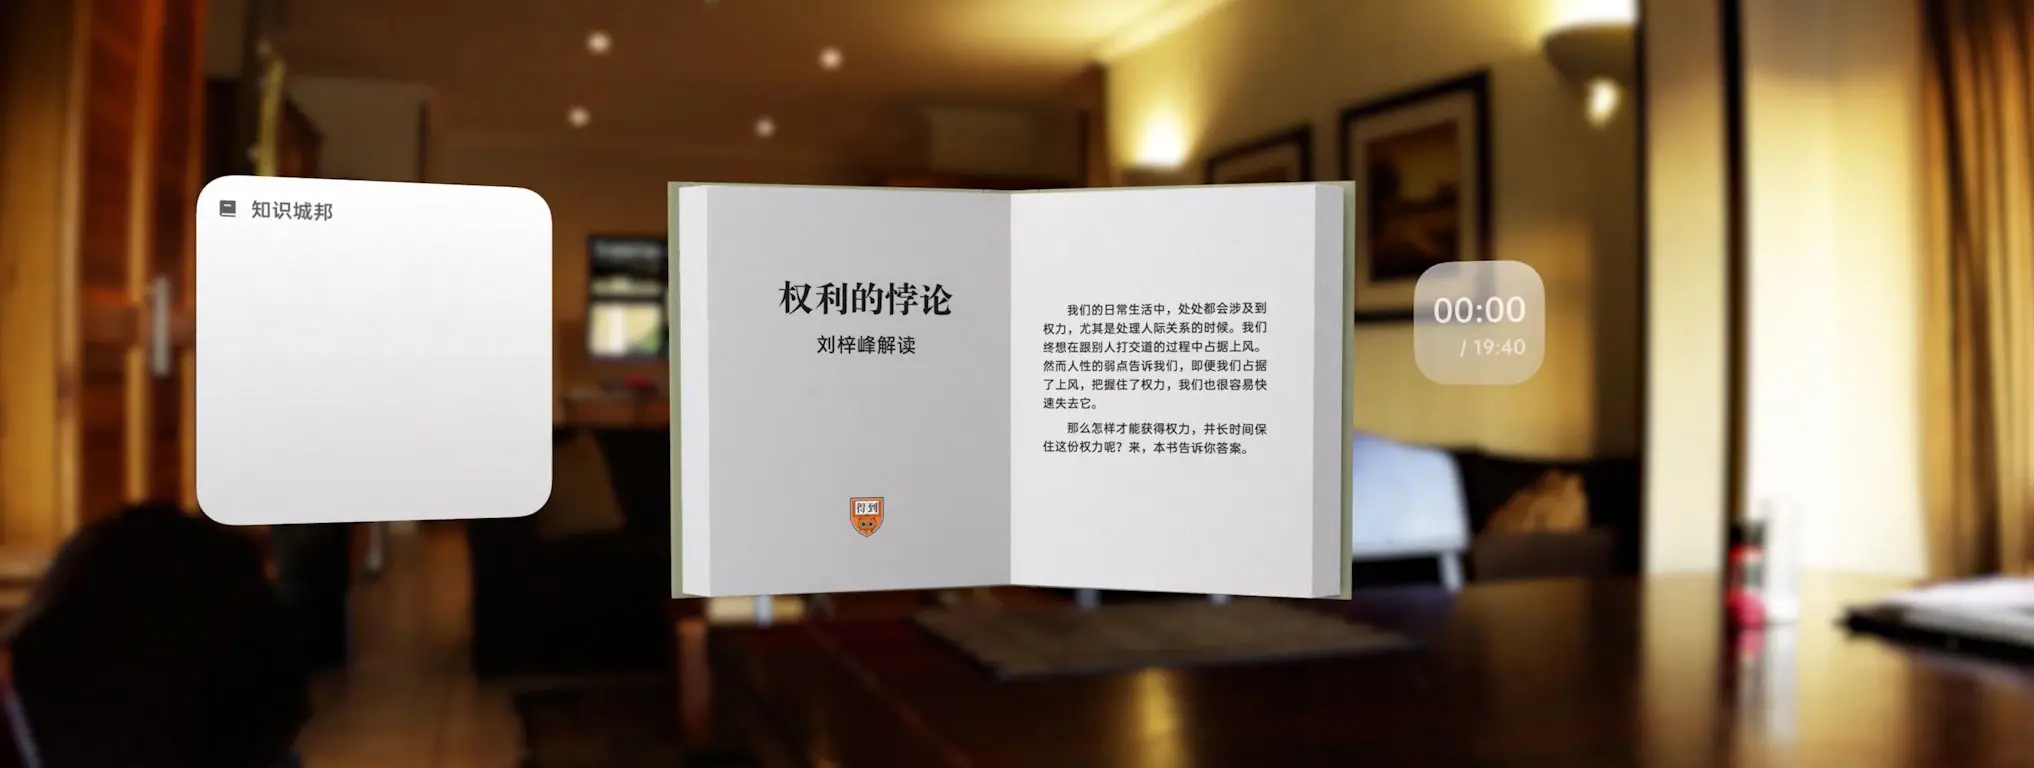 知识城邦
权利的悖论
刘梓峰解读
得到
我们的日常生活中，处处都会涉及到
权力，尤其是处理人际关系的时候。我们
终想在跟别人打交道的过程中占据上风。
然而人性的弱点告诉我们，即便我们占据
了上风，把握住了权力，我们也很容易快
速失去它。
那么怎样才能获得权力，并长时间保
住这份权力呢？来，本书告诉你答案。
00:00
/ 19:40